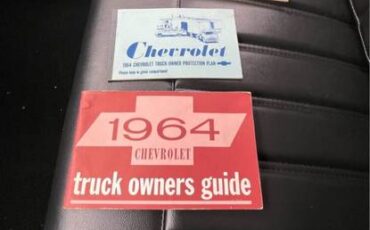 Chevrolet
1964 CHEVROLET TRUCK OWNER PROTECTION PLAN
Please keep in glove compartment
1964
CHEVROLET
truck owners guide